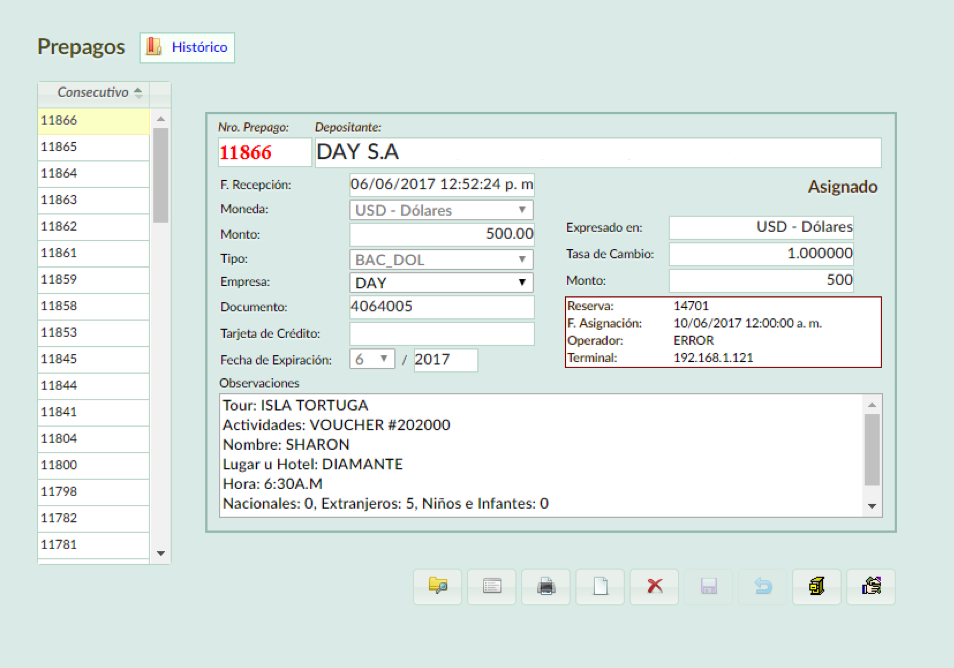 Prepagos
Histórico
Consecutivo
11866
11865
11864
11863
11862
11861
11859
11858
11853
11845
11844
11841
11804
11800
11798
11782
11781
Nro. Prepago: Depositante:
11866 DAY S.A
F. Recepción: 06/06/2017 12:52:24 p. m
Moneda: USD - Dólares
Monto: 500.00
Tipo: BAC_DOL
Empresa: DAY
Documento: 4064005
Tarjeta de Crédito:
Fecha de Expiración: 6 / 2017
Asignado
Expresado en: USD - Dólares
Tasa de Cambio: 1.000000
Monto: 500
Reserva: 14701
F. Asignación: 10/06/2017 12:00:00 a. m.
Operador: ERROR
Terminal: 192.168.1.121
Observaciones
Tour: ISLA TORTUGA
Actividades: VOUCHER #202000
Nombre: SHARON
Lugar u Hotel: DIAMANTE
Hora: 6:30A.M
Nacionales: 0, Extranjeros: 5, Niños e Infantes: 0